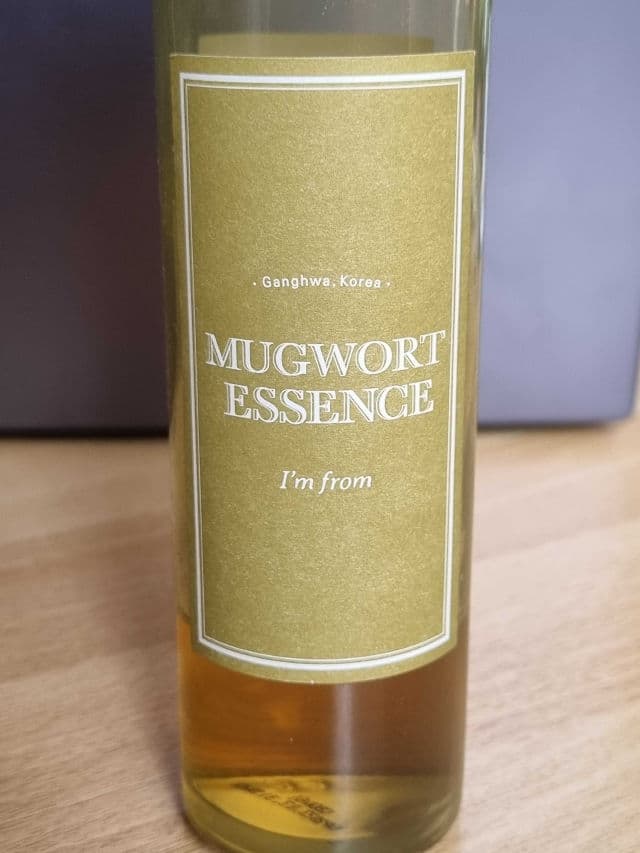 · Ganghwa, Korea ·
MUGWORT
ESSENCE
I'm from